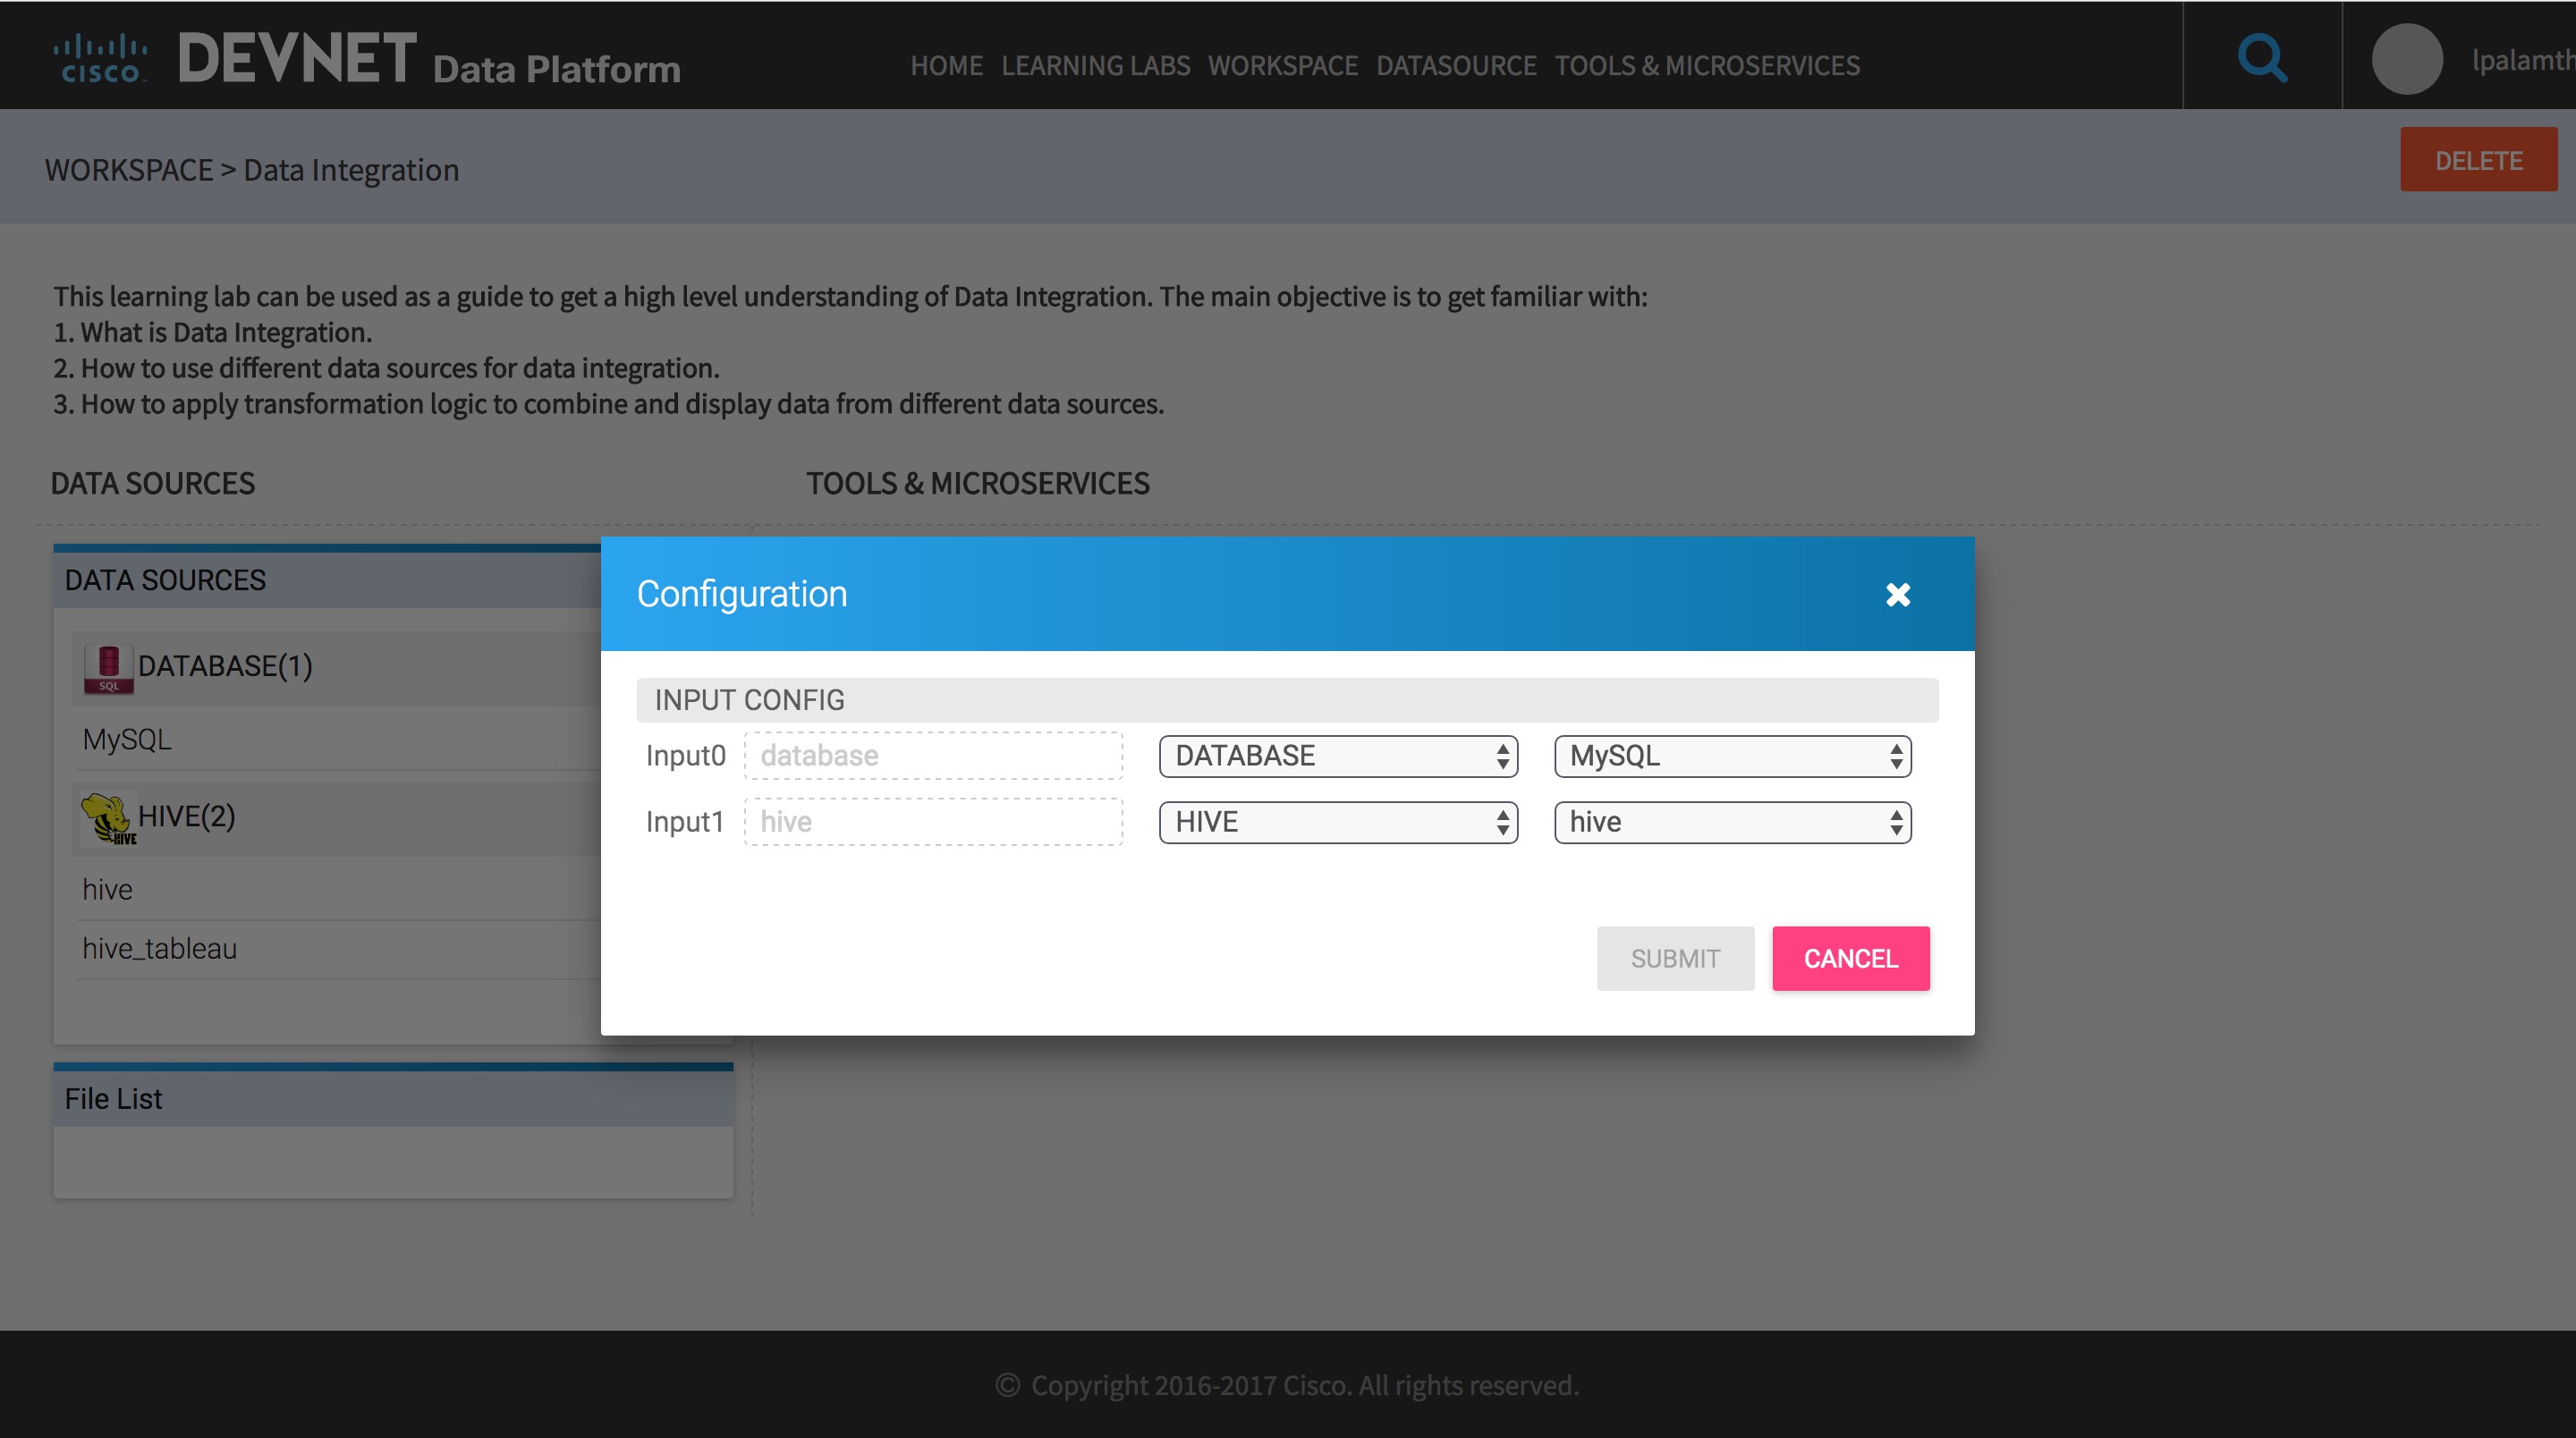 CISCO DEVNET Data Platform HOME LEARNING LABS WORKSPACE DATASOURCE TOOLS & MICROSERVICES lpalamth
WORKSPACE > Data Integration DELETE
This learning lab can be used as a guide to get a high level understanding of Data Integration. The main objective is to get familiar with:
1. What is Data Integration.
2. How to use different data sources for data integration.
3. How to apply transformation logic to combine and display data from different data sources.
DATA SOURCES TOOLS & MICROSERVICES
DATA SOURCES
SQL DATABASE(1)
MySQL
HIVE HIVE(2)
hive
hive_tableau
File List
Configuration
INPUT CONFIG
Input0 database DATABASE MySQL
Input1 hive HIVE hive
SUBMIT CANCEL
© Copyright 2016-2017 Cisco. All rights reserved.